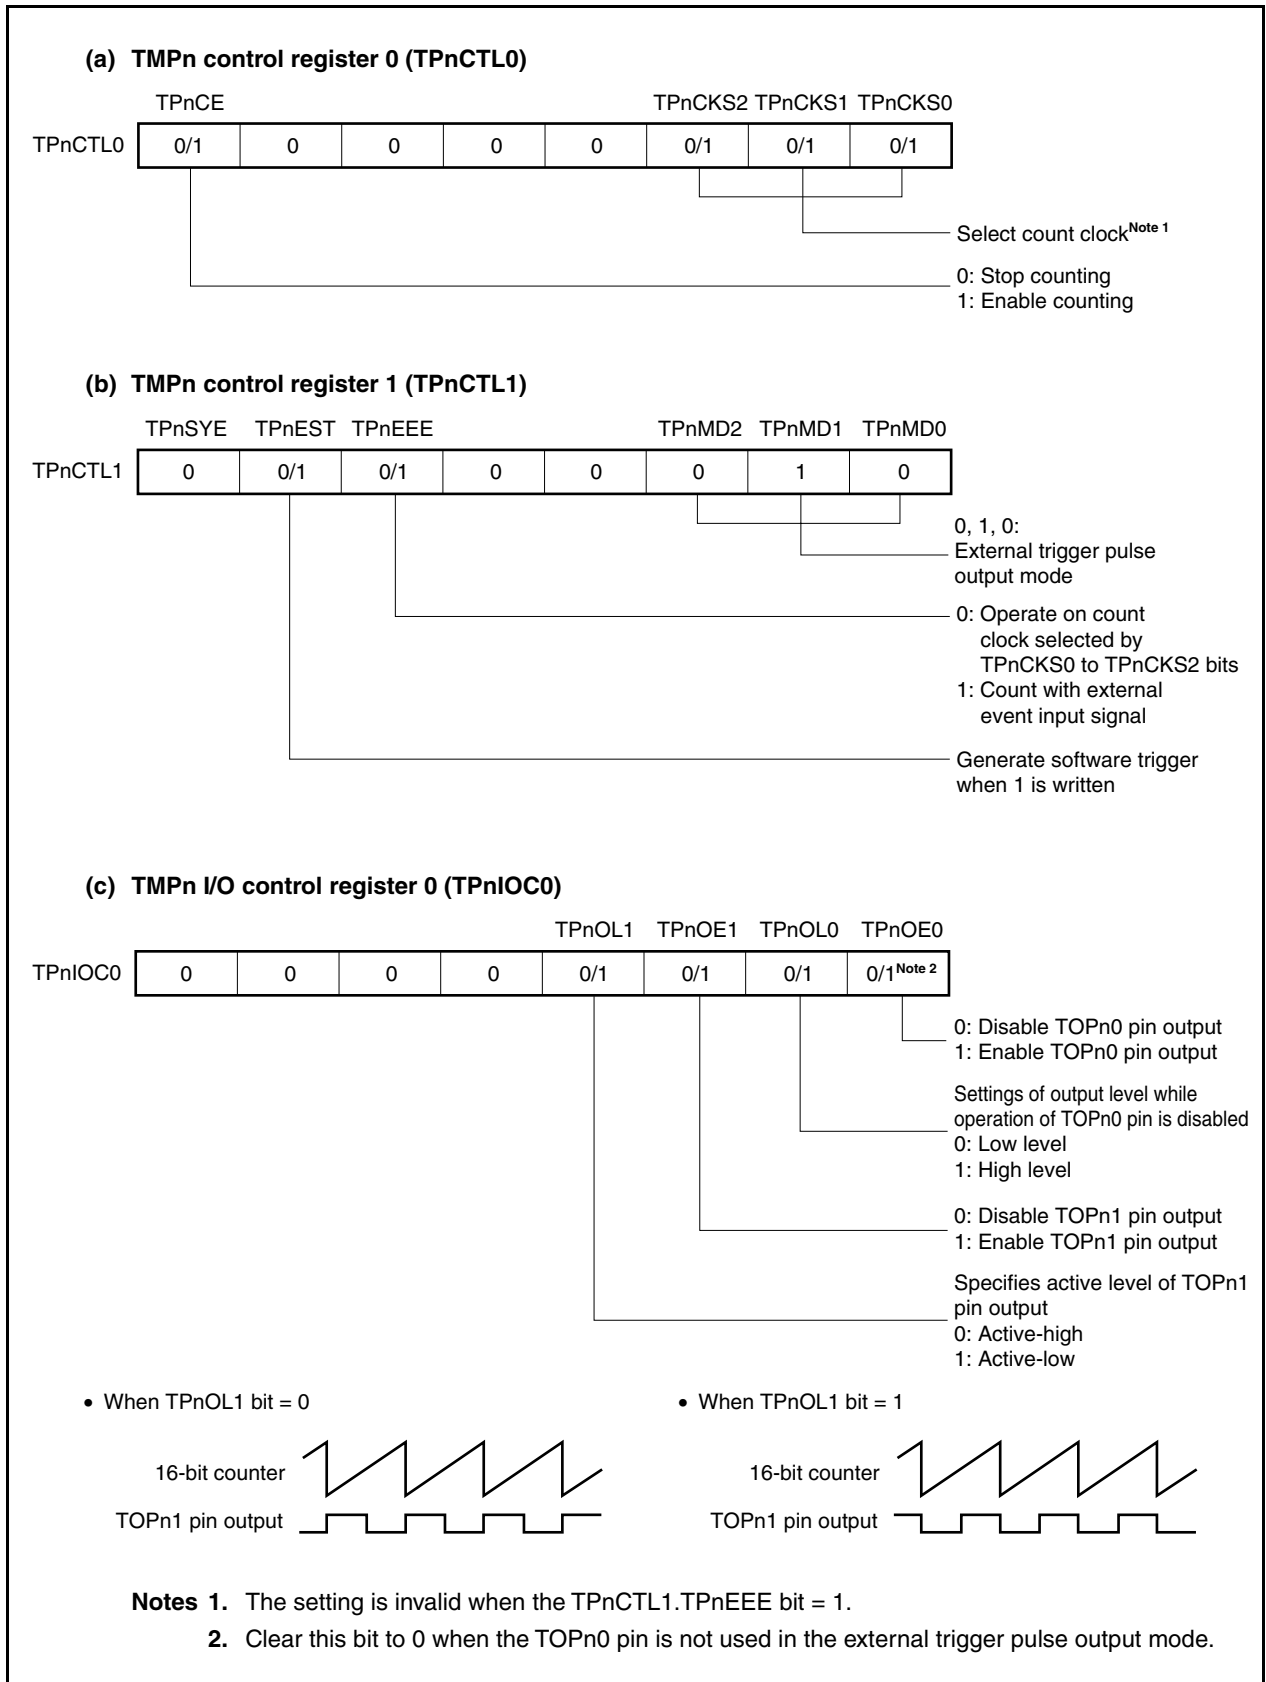 (a) TMPn control register 0 (TPnCTL0)
TPnCE TPnCKS2 TPnCKS1 TPnCKS0
TPnCTL0 0/1 0 0 0 0 0/1 0/1 0/1
Select count clock Note 1
0: Stop counting
1: Enable counting
(b) TMPn control register 1 (TPnCTL1)
TPnSYE TPnEST TPnEEE TPnMD2 TPnMD1 TPnMD0
TPnCTL1 0 0/1 0/1 0 0 0 1 0
0, 1, 0:
External trigger pulse
output mode
0: Operate on count
clock selected by
TPnCKS0 to TPnCKS2 bits
1: Count with external
event input signal
Generate software trigger
when 1 is written
(c) TMPn I/O control register 0 (TPnIOC0)
TPnOL1 TPnOE1 TPnOL0 TPnOE0
TPnIOC0 0 0 0 0 0/1 0/1 0/1 0/1 Note 2
0: Disable TOPn0 pin output
1: Enable TOPn0 pin output
Settings of output level while
operation of TOPn0 pin is disabled
0: Low level
1: High level
0: Disable TOPn1 pin output
1: Enable TOPn1 pin output
Specifies active level of TOPn1
pin output
0: Active-high
1: Active-low
• When TPnOL1 bit = 0 • When TPnOL1 bit = 1
16-bit counter 16-bit counter
TOPn1 pin output TOPn1 pin output
Notes 1. The setting is invalid when the TPnCTL1.TPnEEE bit = 1.
2. Clear this bit to 0 when the TOPn0 pin is not used in the external trigger pulse output mode.